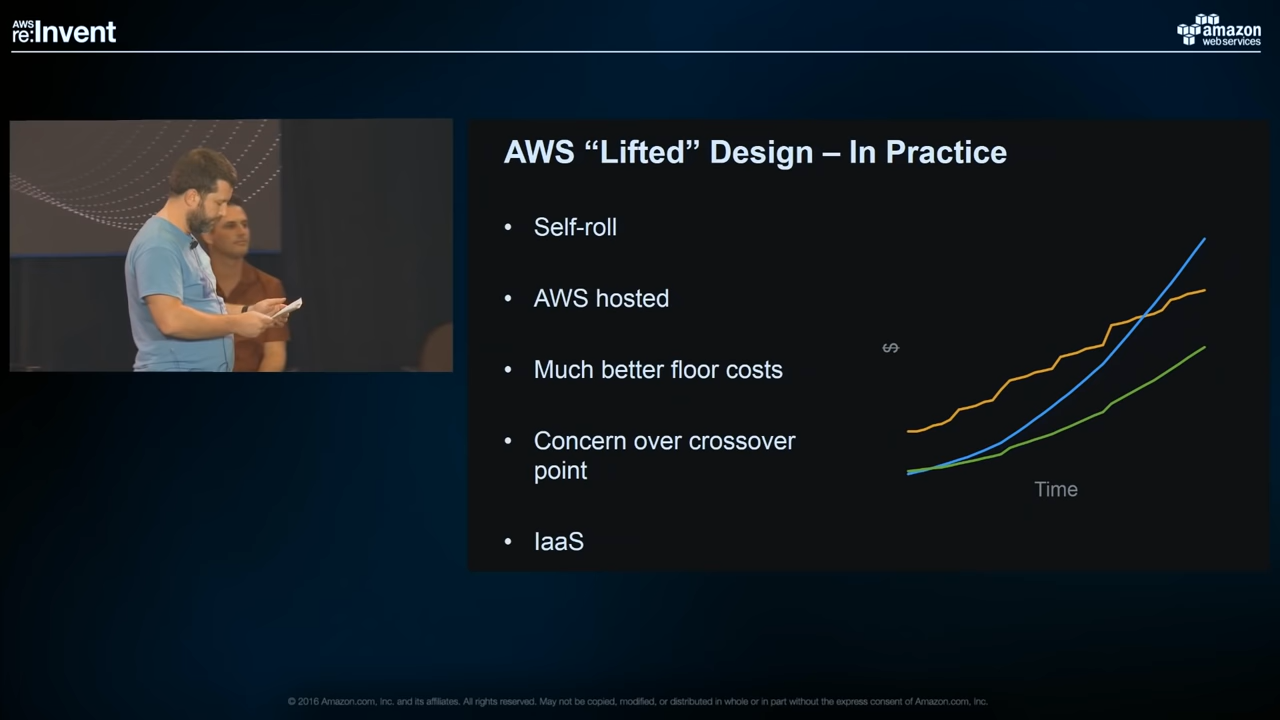 AWS
re:Invent
amazon
web services
AWS “Lifted” Design – In Practice
• Self-roll
• AWS hosted
• Much better floor costs
• Concern over crossover
point
• IaaS
$
Time
© 2016 Amazon.com, Inc. and its affiliates. All rights reserved. May not be copied, modified, or distributed in whole or in part without the express consent of Amazon.com, Inc.